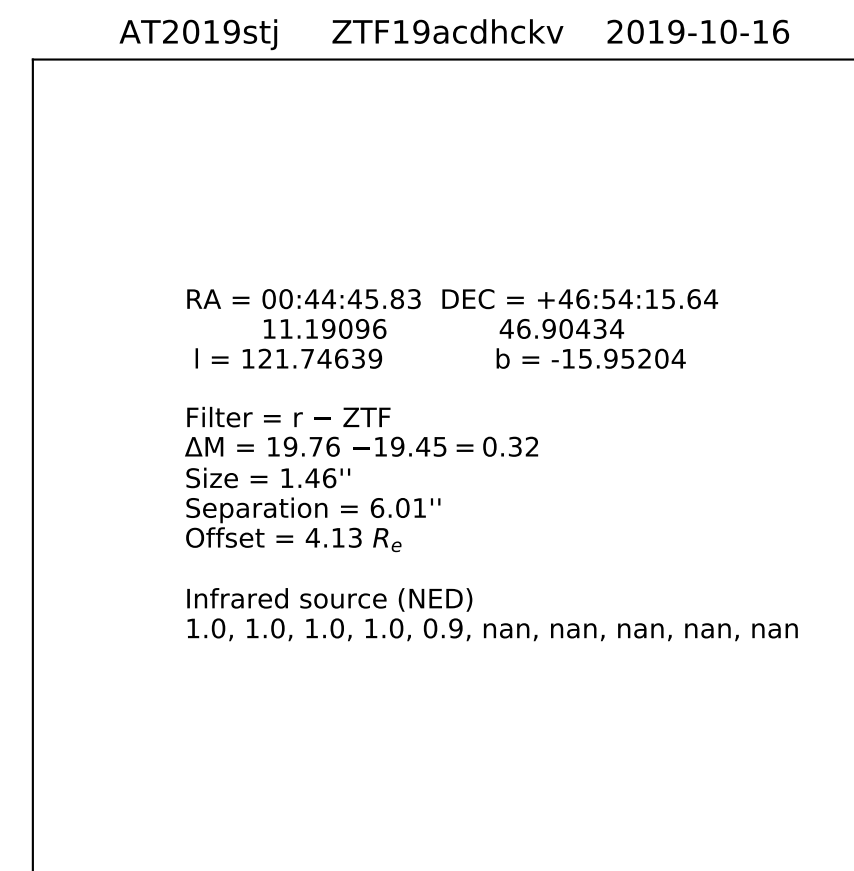 AT2019stj ZTF19acdhckv 2019-10-16
RA = 00:44:45.83 DEC = +46:54:15.64
11.19096 46.90434
l = 121.74639 b = -15.95204
Filter = r − ZTF
ΔM = 19.76 −19.45 = 0.32
Size = 1.46''
Separation = 6.01''
Offset = 4.13 Re
Infrared source (NED)
1.0, 1.0, 1.0, 1.0, 0.9, nan, nan, nan, nan, nan